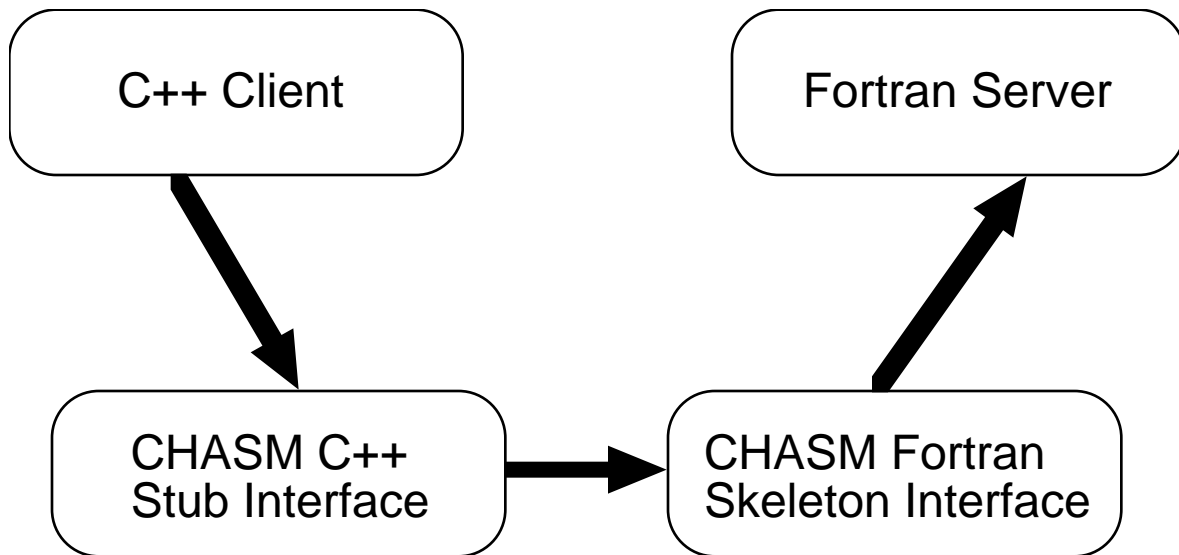 C++ Client
Fortran Server
CHASM C++
Stub Interface
CHASM Fortran
Skeleton Interface